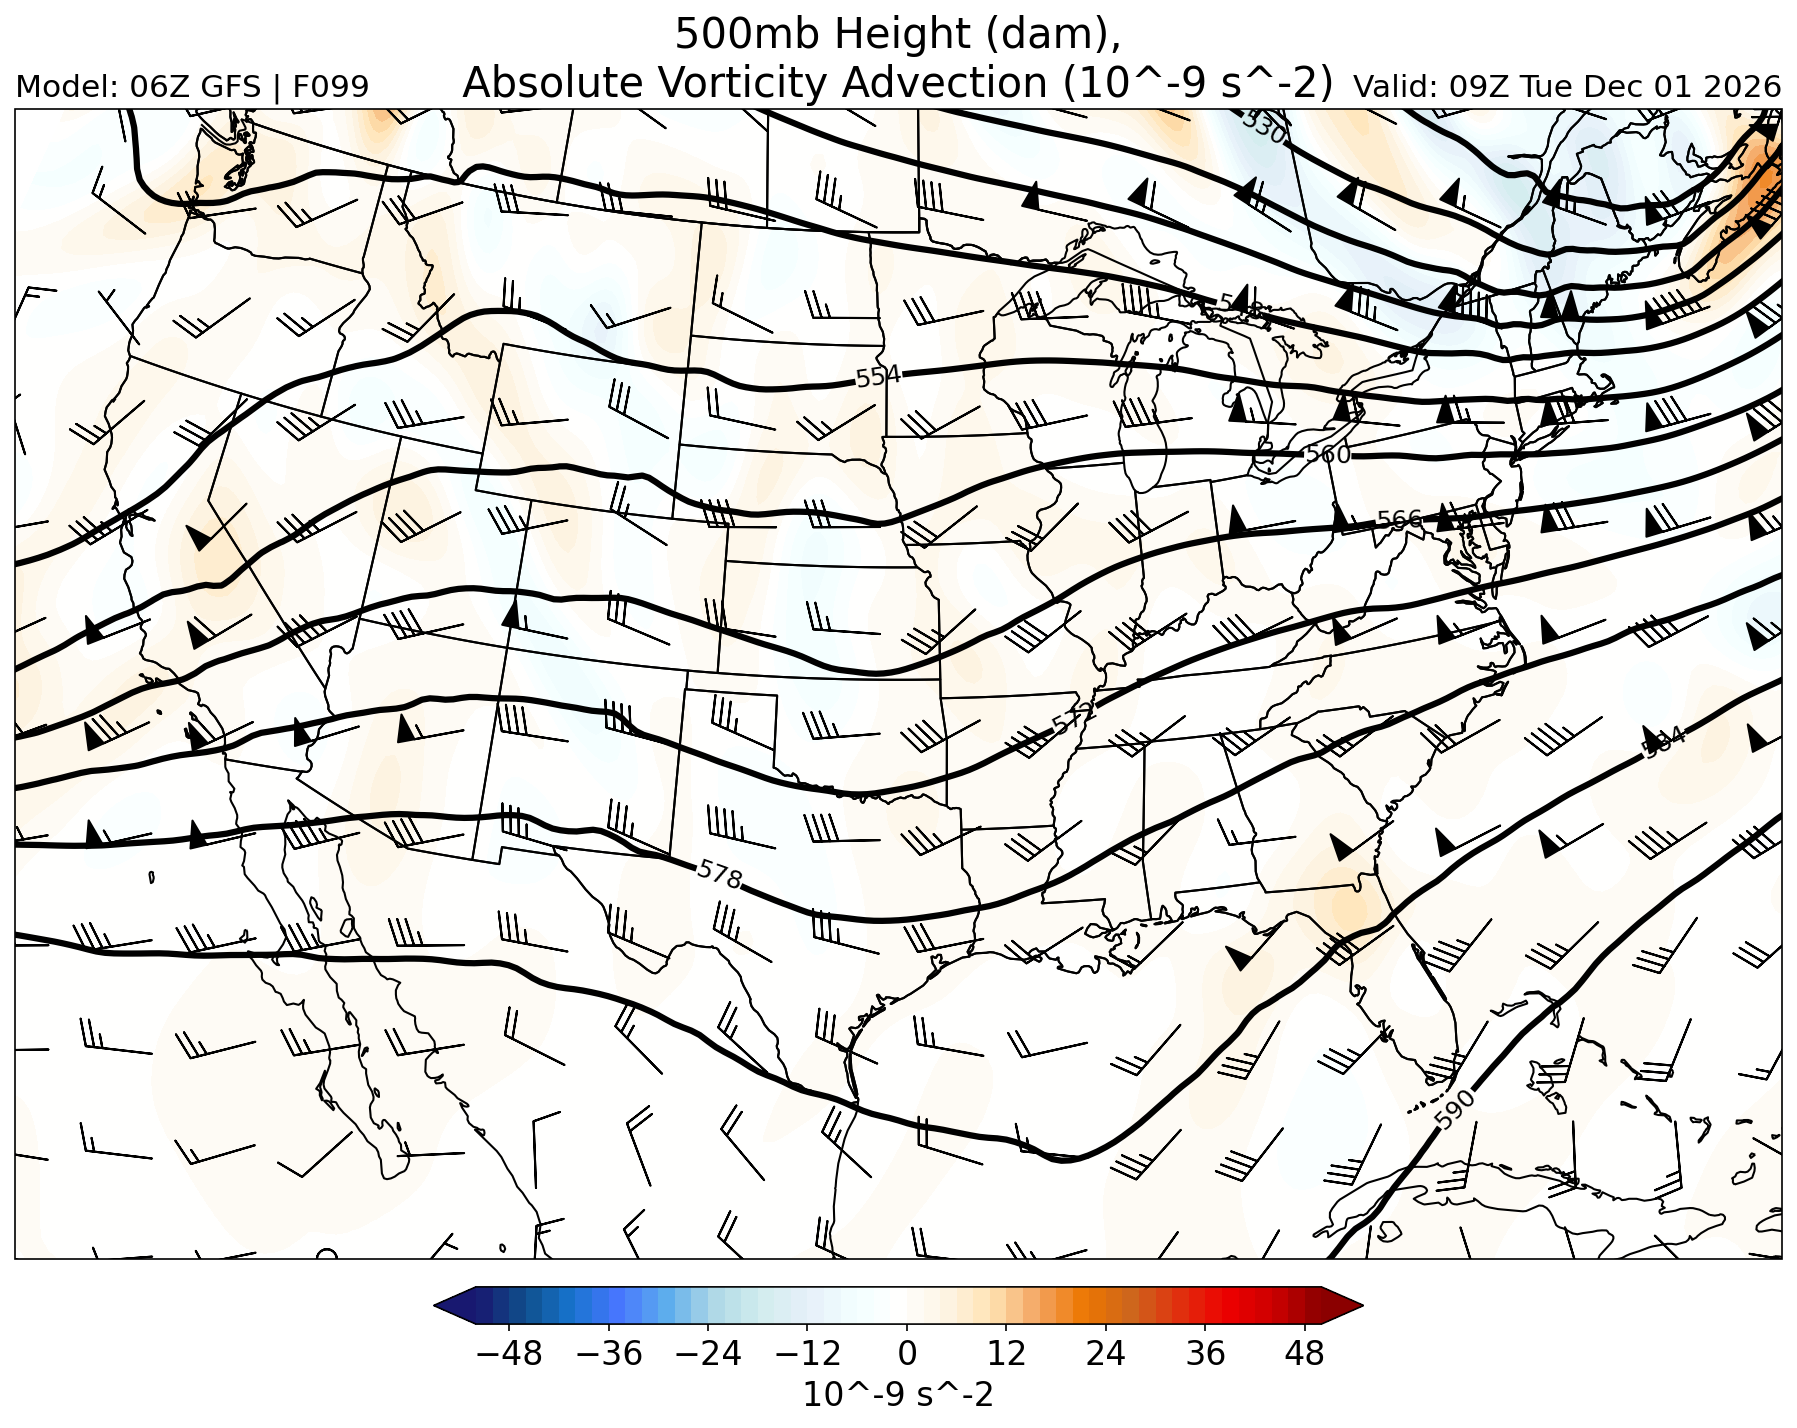 500mb Height (dam),
Absolute Vorticity Advection (10^-9 s^-2)
Model: 06Z GFS | F099
Valid: 09Z Tue Dec 01 2026
530
554
560
566
572
584
578
590
−48 −36 −24 −12 0 12 24 36 48
10^-9 s^-2